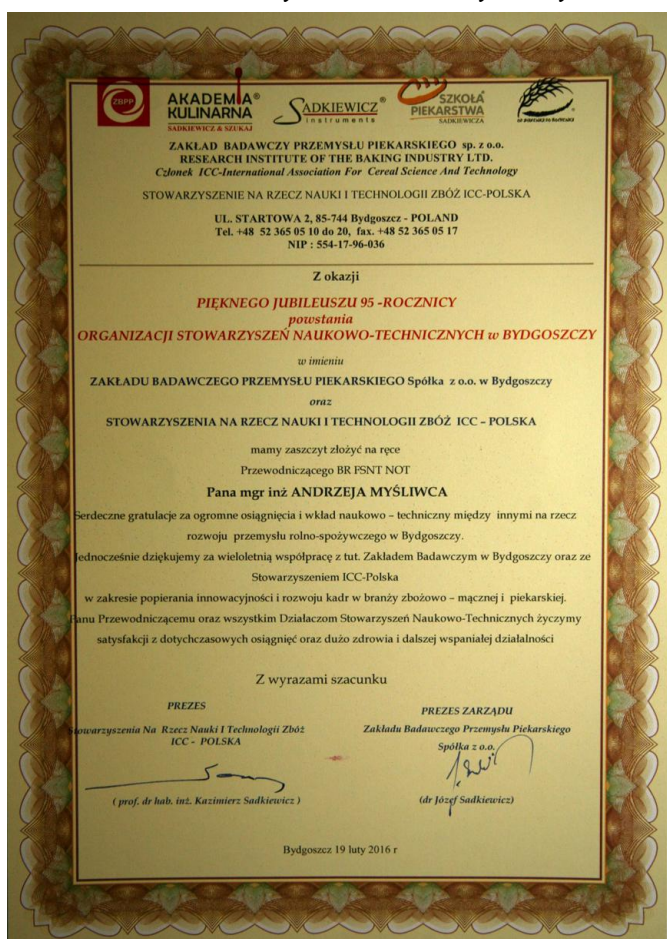 ZBPP
AKADEMIA®
KULINARNA
SADKIEWICZ & SZUKAJ
SADKIEWICZ®
instruments
SZKOŁA
PIEKARSTWA
SADKIEWICZA
ZAKŁAD BADAWCZY PRZEMYSŁU PIEKARSKIEGO sp. z o.o.
RESEARCH INSTITUTE OF THE BAKING INDUSTRY LTD.
Członek ICC-International Association For Cereal Science And Technology
STOWARZYSZENIE NA RZECZ NAUKI I TECHNOLOGII ZBÓŻ ICC-POLSKA
UL. STARTOWA 2, 85-744 Bydgoszcz - POLAND
Tel. +48 52 365 05 10 do 20, fax. +48 52 365 05 17
NIP : 554-17-96-036
Z okazji
PIĘKNEGO JUBILEUSZU 95 -ROCZNICY
powstania
ORGANIZACJI STOWARZYSZEŃ NAUKOWO-TECHNICZNYCH w BYDGOSZCZY
w imieniu
ZAKŁADU BADAWCZEGO PRZEMYSŁU PIEKARSKIEGO Spółka z o.o. w Bydgoszczy
oraz
STOWARZYSZENIA NA RZECZ NAUKI I TECHNOLOGII ZBÓŻ ICC – POLSKA
mamy zaszczyt złożyć na ręce
Przewodniczącego BR FSNT NOT
Pana mgr inż ANDRZEJA MYŚLIWCA
Serdeczne gratulacje za ogromne osiągnięcia i wkład naukowo – techniczny między innymi na rzecz
rozwoju przemysłu rolno-spożywczego w Bydgoszczy.
Jednocześnie dziękujemy za wieloletnią współpracę z tut. Zakładem Badawczym w Bydgoszczy oraz ze
Stowarzyszeniem ICC-Polska
w zakresie popierania innowacyjności i rozwoju kadr w branży zbożowo – mącznej i piekarskiej.
Panu Przewodniczącemu oraz wszystkim Działaczom Stowarzyszeń Naukowo-Technicznych życzymy
satysfakcji z dotychczasowych osiągnięć oraz dużo zdrowia i dalszej wspaniałej działalności
Z wyrazami szacunku
PREZES
Stowarzyszenia Na Rzecz Nauki I Technologii Zbóż
ICC - POLSKA
( prof. dr hab. inż. Kazimierz Sadkiewicz )
PREZES ZARZĄDU
Zakładu Badawczego Przemysłu Piekarskiego
Spółka z o.o.
(dr Józef Sadkiewicz)
Bydgoszcz 19 luty 2016 r